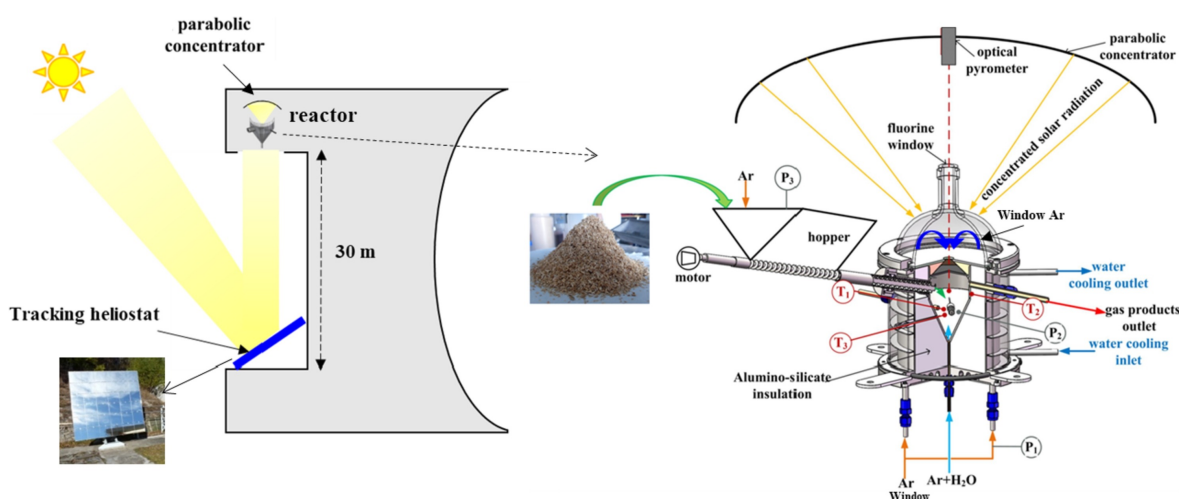 parabolic
concentrator
reactor
30 m
Tracking heliostat
optical
pyrometer
parabolic
concentrator
fluorine
window
concentrated solar radiation
Ar
P3
Window Ar
hopper
motor
water
cooling outlet
T1
T2
gas products
outlet
P2
T3
water cooling
inlet
Alumino-silicate
insulation
P1
Ar
Window
Ar+H₂O